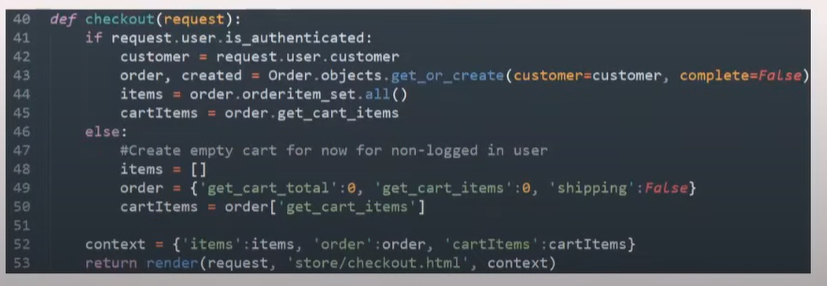 40 def checkout(request):
41     if request.user.is_authenticated:
42         customer = request.user.customer
43         order, created = Order.objects.get_or_create(customer=customer, complete=False)
44         items = order.orderitem_set.all()
45         cartItems = order.get_cart_items
46     else:
47         #Create empty cart for now for non-logged in user
48         items = []
49         order = {'get_cart_total':0, 'get_cart_items':0, 'shipping':False}
50         cartItems = order['get_cart_items']
51
52     context = {'items':items, 'order':order, 'cartItems':cartItems}
53     return render(request, 'store/checkout.html', context)